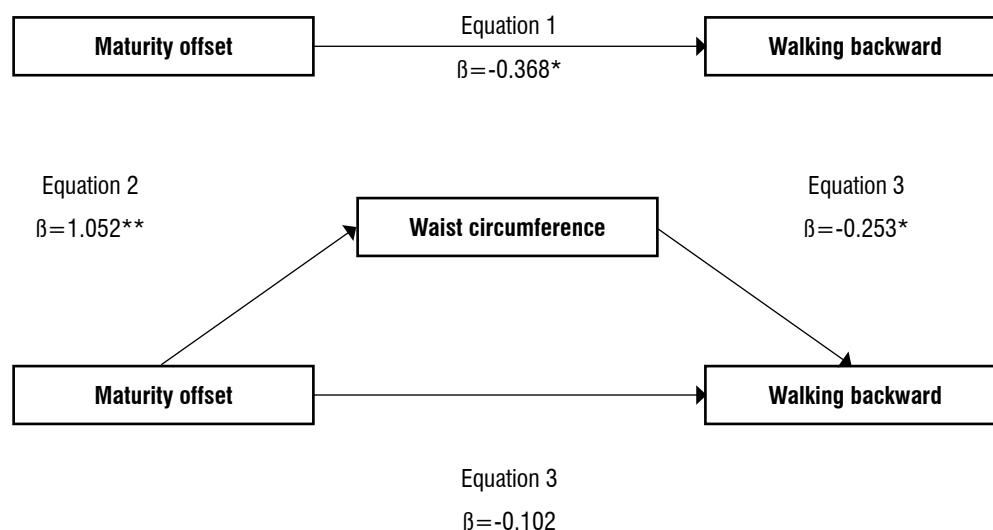 Equation 1
Maturity offset
Walking backward
ß=-0.368*
Equation 2
ß=1.052**
Waist circumference
Equation 3
ß=-0.253*
Maturity offset
Walking backward
Equation 3
ß=-0.102